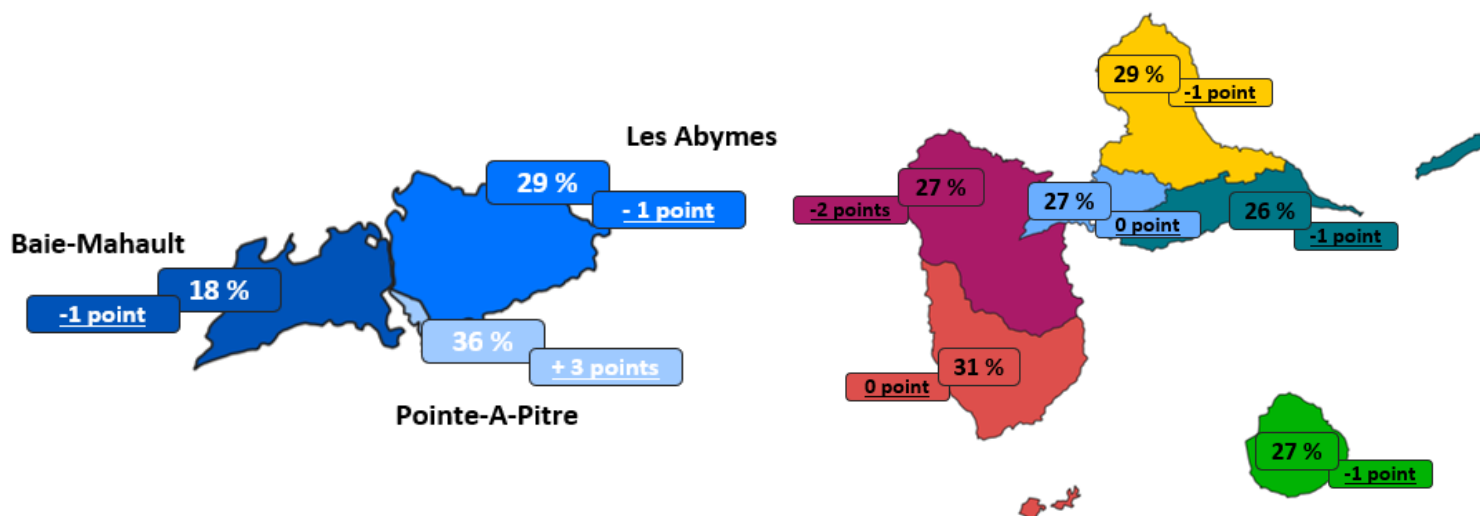 Les Abymes
29 %
- 1 point
Baie-Mahault
18 %
-1 point
36 %
+ 3 points
Pointe-A-Pitre
29 %
-1 point
27 %
-2 points
27 %
0 point
26 %
-1 point
31 %
0 point
27 %
-1 point